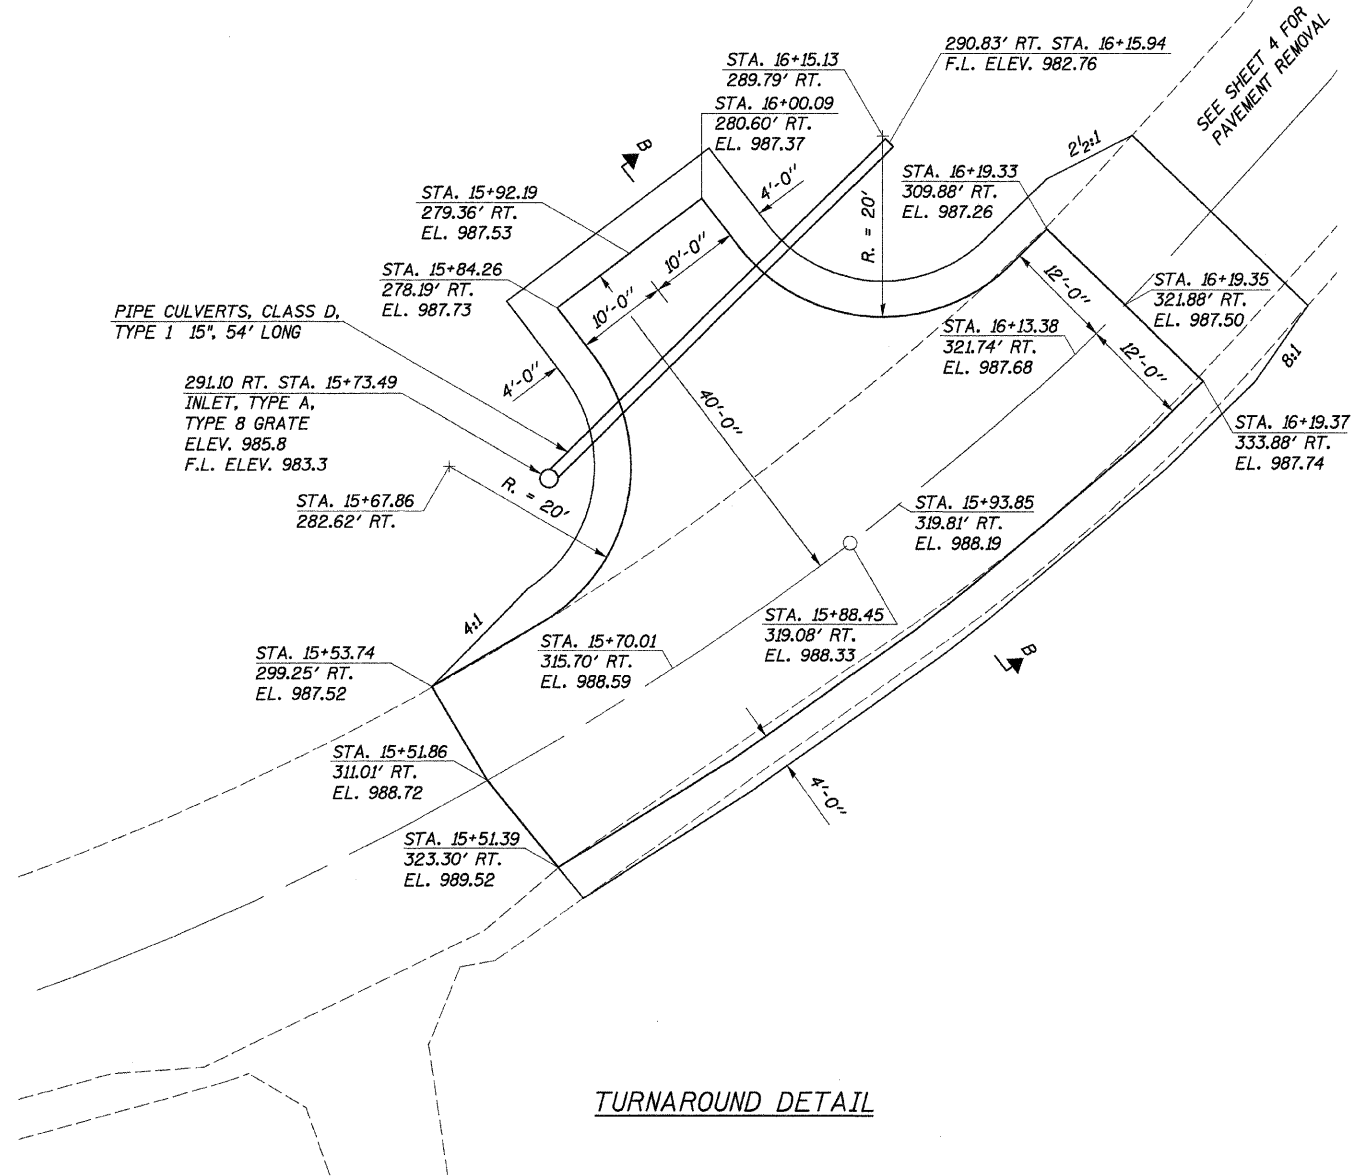 SEE SHEET 4 FOR
PAVEMENT REMOVAL
290.83' RT. STA. 16+15.94
F.L. ELEV. 982.76
STA. 16+15.13
289.79' RT.
STA. 16+00.09
280.60' RT.
EL. 987.37
B
2½:1
4'-0"
STA. 16+19.33
309.88' RT.
EL. 987.26
STA. 15+92.19
279.36' RT.
EL. 987.53
R. = 20'
10'-0"
10'-0"
STA. 15+84.26
278.19' RT.
EL. 987.73
12'-0"
STA. 16+19.35
321.88' RT.
EL. 987.50
PIPE CULVERTS, CLASS D,
TYPE 1 15", 54' LONG
STA. 16+13.38
321.74' RT.
EL. 987.68
12'-0"
8:1
4'-0"
40'-0"
291.10 RT. STA. 15+73.49
INLET, TYPE A,
TYPE 8 GRATE
ELEV. 985.8
F.L. ELEV. 983.3
STA. 16+19.37
333.88' RT.
EL. 987.74
R. = 20'
STA. 15+67.86
282.62' RT.
STA. 15+93.85
319.81' RT.
EL. 988.19
4:1
STA. 15+88.45
319.08' RT.
EL. 988.33
STA. 15+70.01
315.70' RT.
EL. 988.59
B
STA. 15+53.74
299.25' RT.
EL. 987.52
STA. 15+51.86
311.01' RT.
EL. 988.72
4'-0"
STA. 15+51.39
323.30' RT.
EL. 989.52
TURNAROUND DETAIL